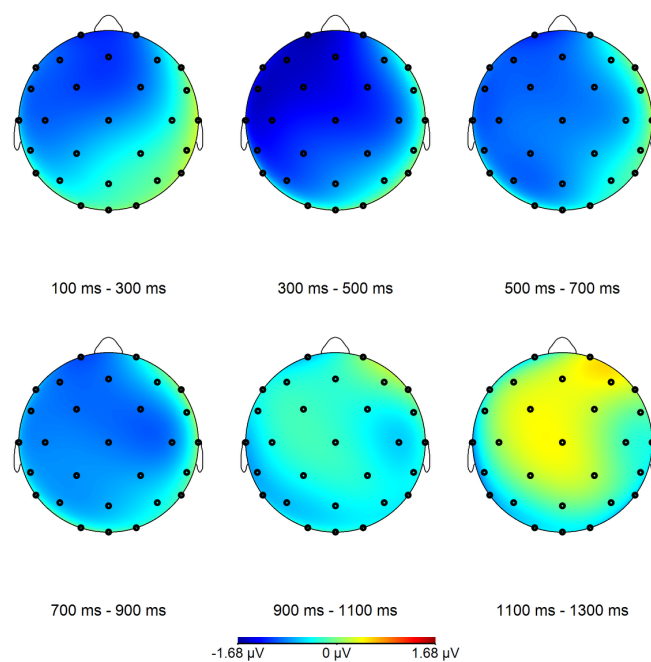 100 ms - 300 ms
300 ms - 500 ms
500 ms - 700 ms
700 ms - 900 ms
900 ms - 1100 ms
1100 ms - 1300 ms
-1.68 µV 0 µV 1.68 µV